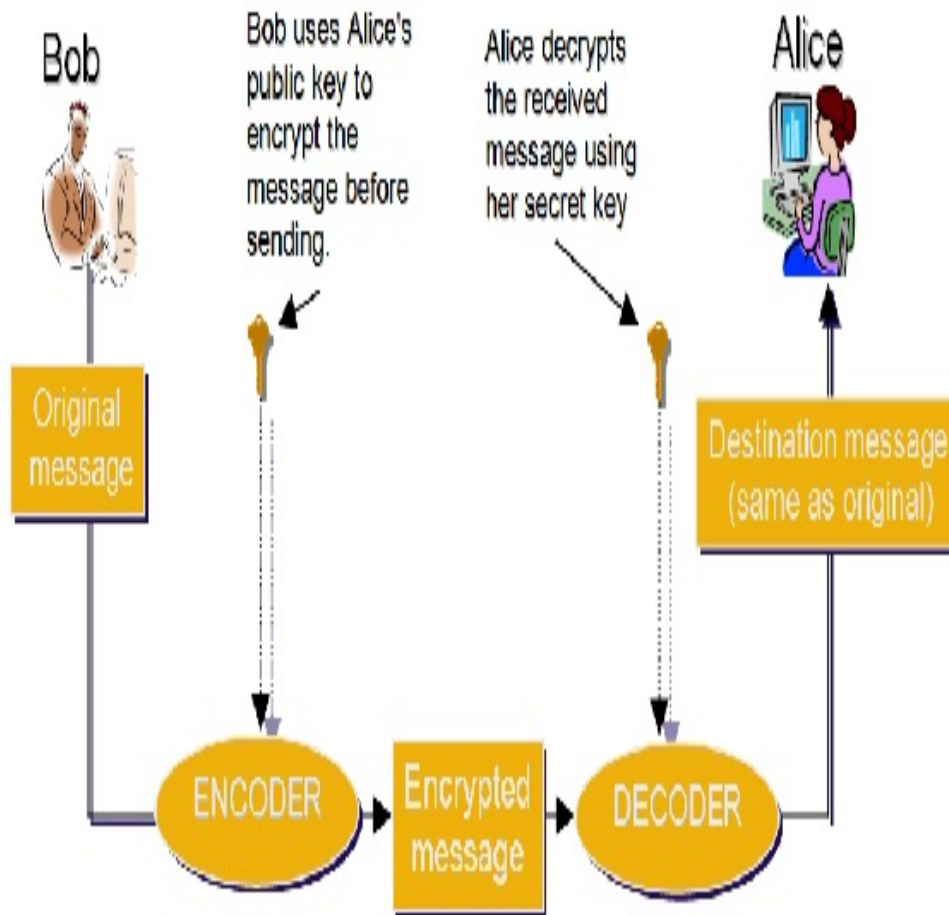 Bob
Bob uses Alice's
public key to
encrypt the
message before
sending.
Alice decrypts
the received
message using
her secret key
Alice
Original
message
Destination message
(same as original)
ENCODER
Encrypted
message
DECODER